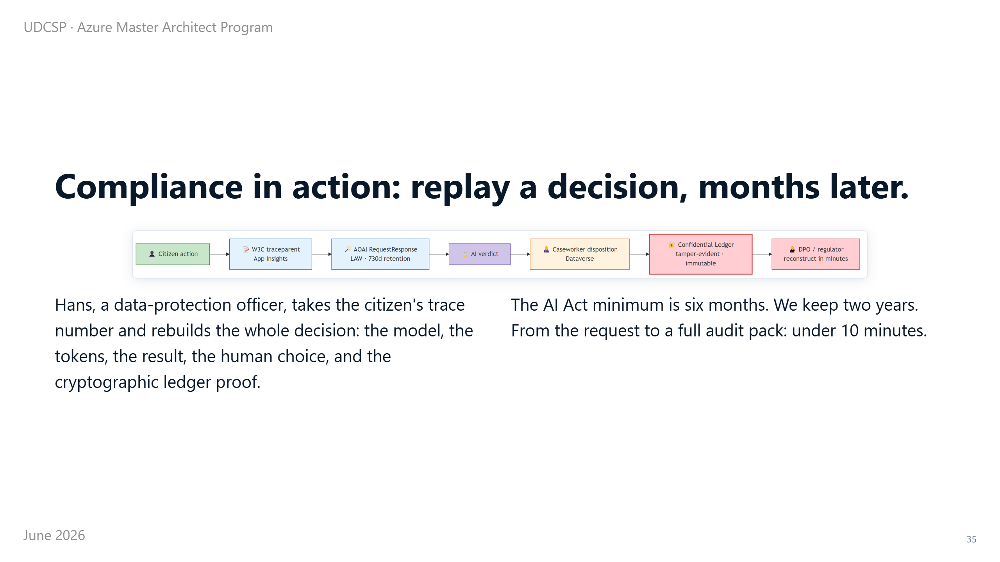 UDCSP · Azure Master Architect Program
Compliance in action: replay a decision, months later.
Citizen action
W3C traceparent
App Insights
AOAI RequestResponse
LAW · 730d retention
AI verdict
Caseworker disposition
Dataverse
Confidential Ledger
tamper-evident ·
immutable
DPO / regulator
reconstruct in minutes
Hans, a data-protection officer, takes the citizen's trace
number and rebuilds the whole decision: the model, the
tokens, the result, the human choice, and the
cryptographic ledger proof.
The AI Act minimum is six months. We keep two years.
From the request to a full audit pack: under 10 minutes.
June 2026
35